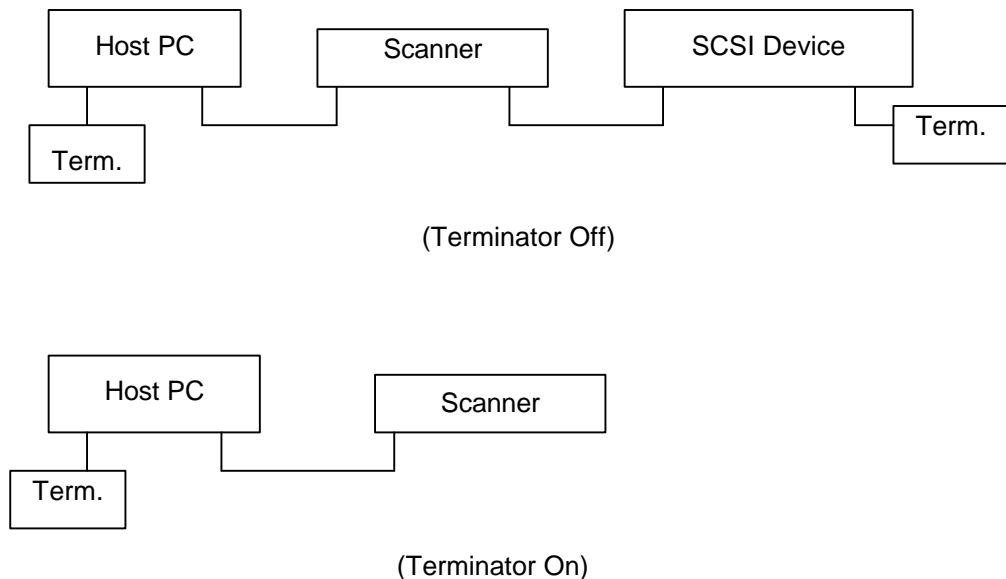 Host PC
Scanner
SCSI Device
Term.
Term.
(Terminator Off)
Host PC
Scanner
Term.
(Terminator On)